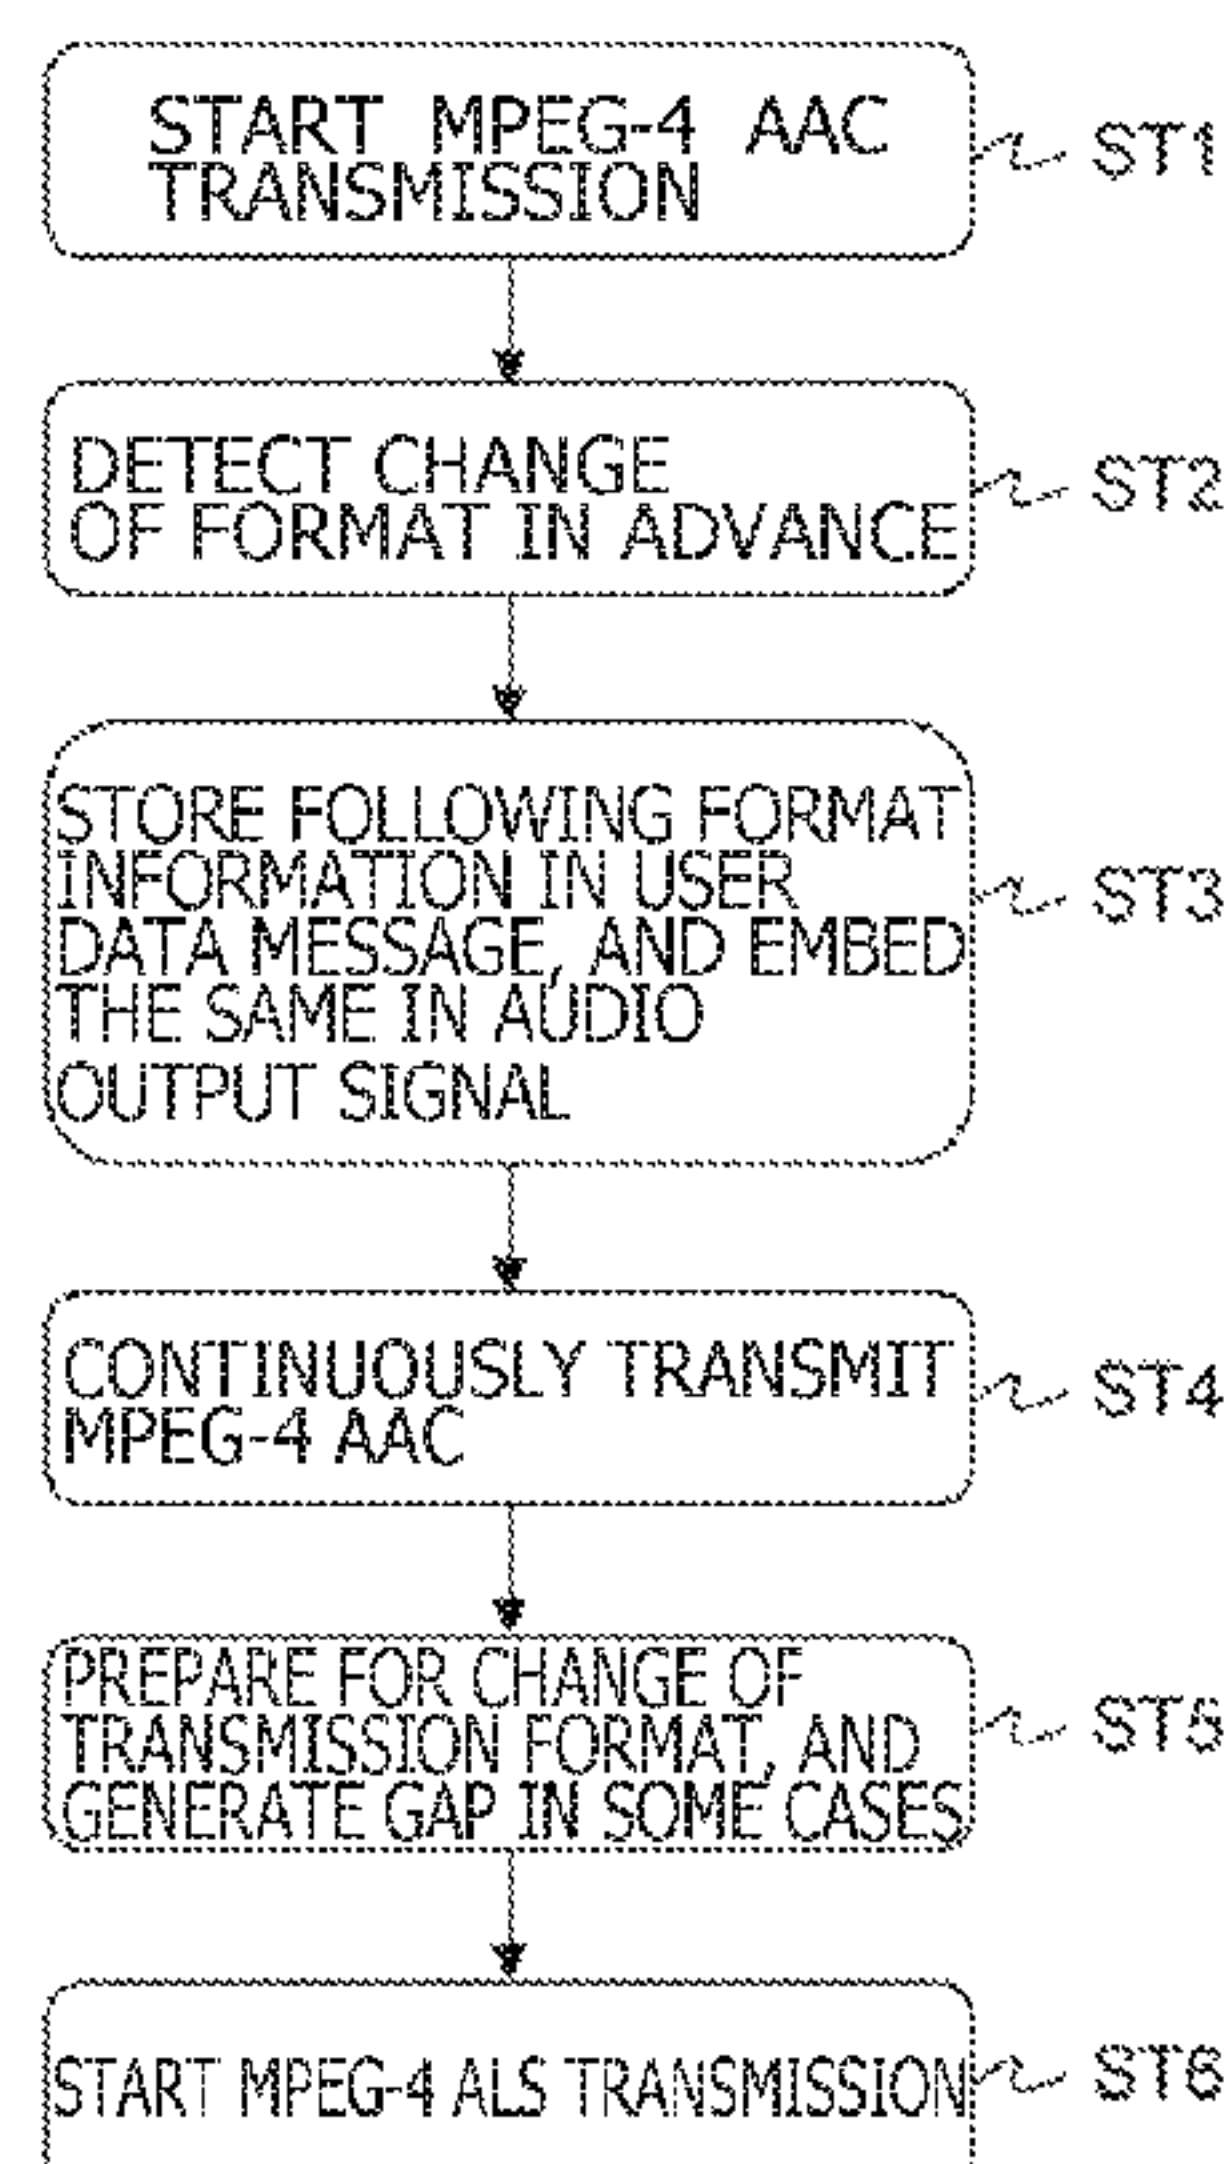 START MPEG-4 AAC
TRANSMISSION
ST1
DETECT CHANGE
OF FORMAT IN ADVANCE
ST2
STORE FOLLOWING FORMAT
INFORMATION IN USER
DATA MESSAGE, AND EMBED
THE SAME IN AUDIO
OUTPUT SIGNAL
ST3
CONTINUOUSLY TRANSMIT
MPEG-4 AAC
ST4
PREPARE FOR CHANGE OF
TRANSMISSION FORMAT, AND
GENERATE GAP IN SOME CASES
ST5
START MPEG-4 ALS TRANSMISSION
ST6